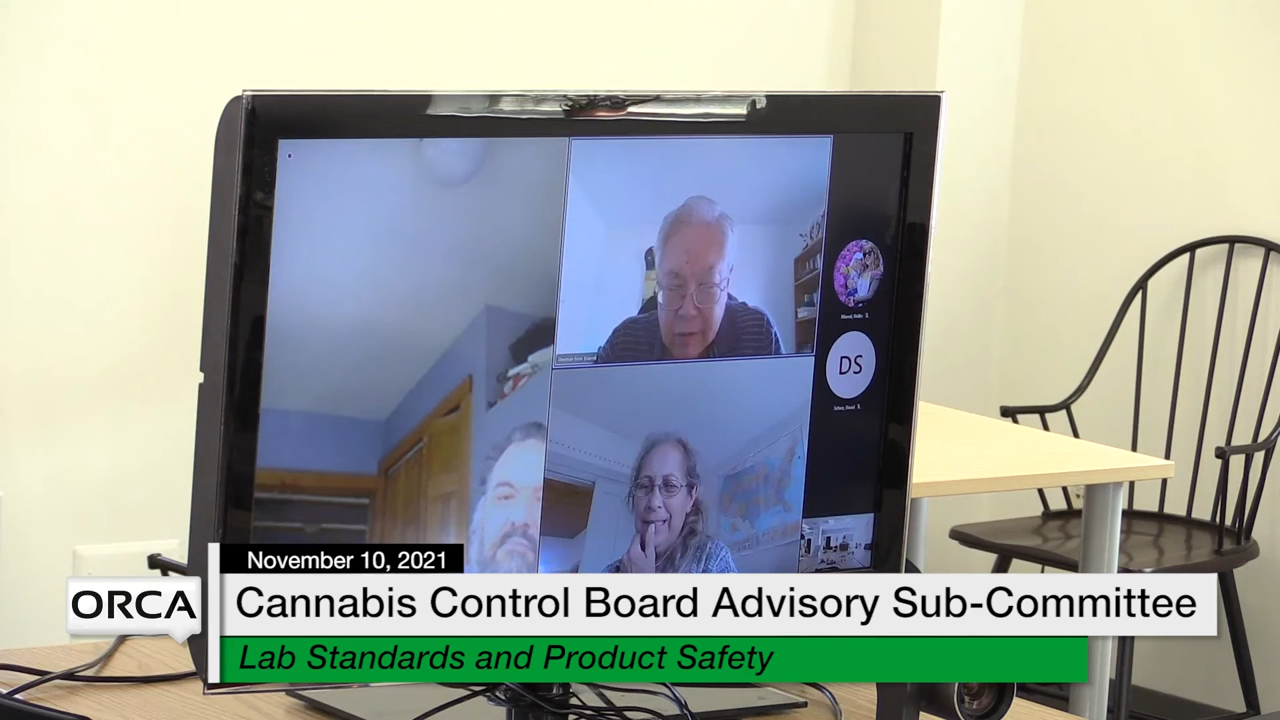 DS
November 10, 2021
ORCA
Cannabis Control Board Advisory Sub-Committee
Lab Standards and Product Safety